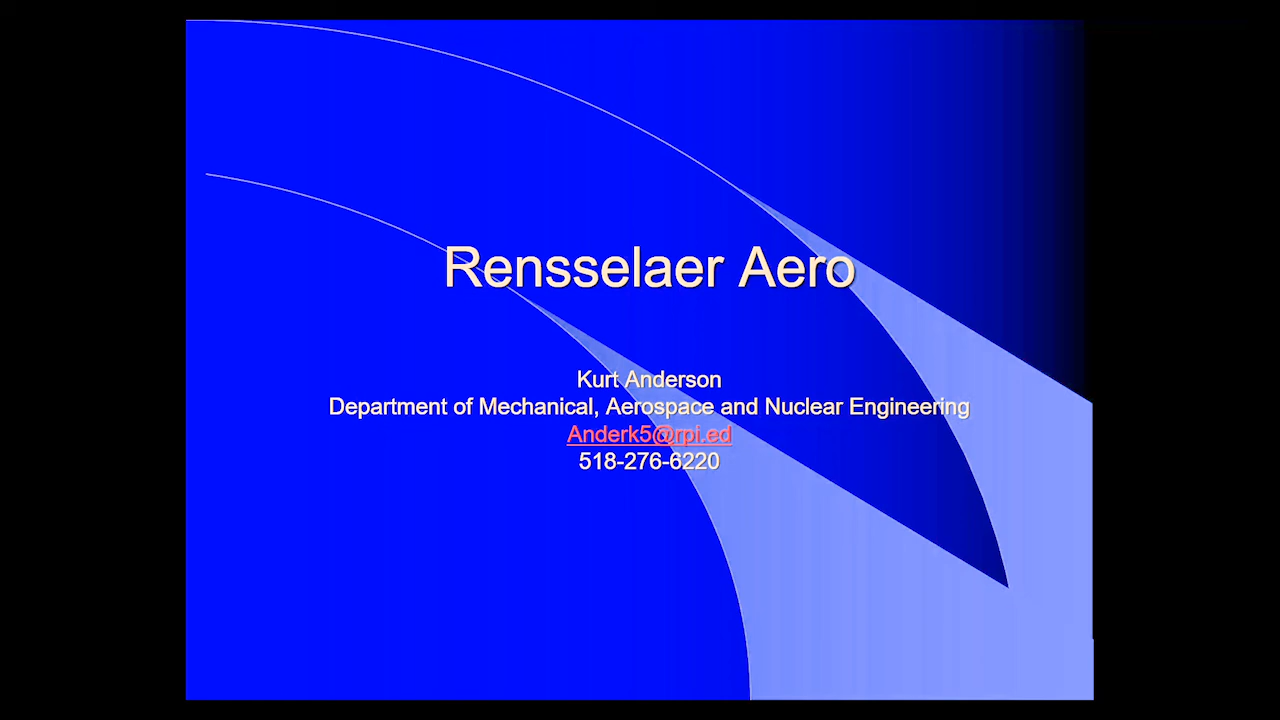 Rensselaer Aero
Kurt Anderson
Department of Mechanical, Aerospace and Nuclear Engineering
Anderk5@rpi.ed
518-276-6220